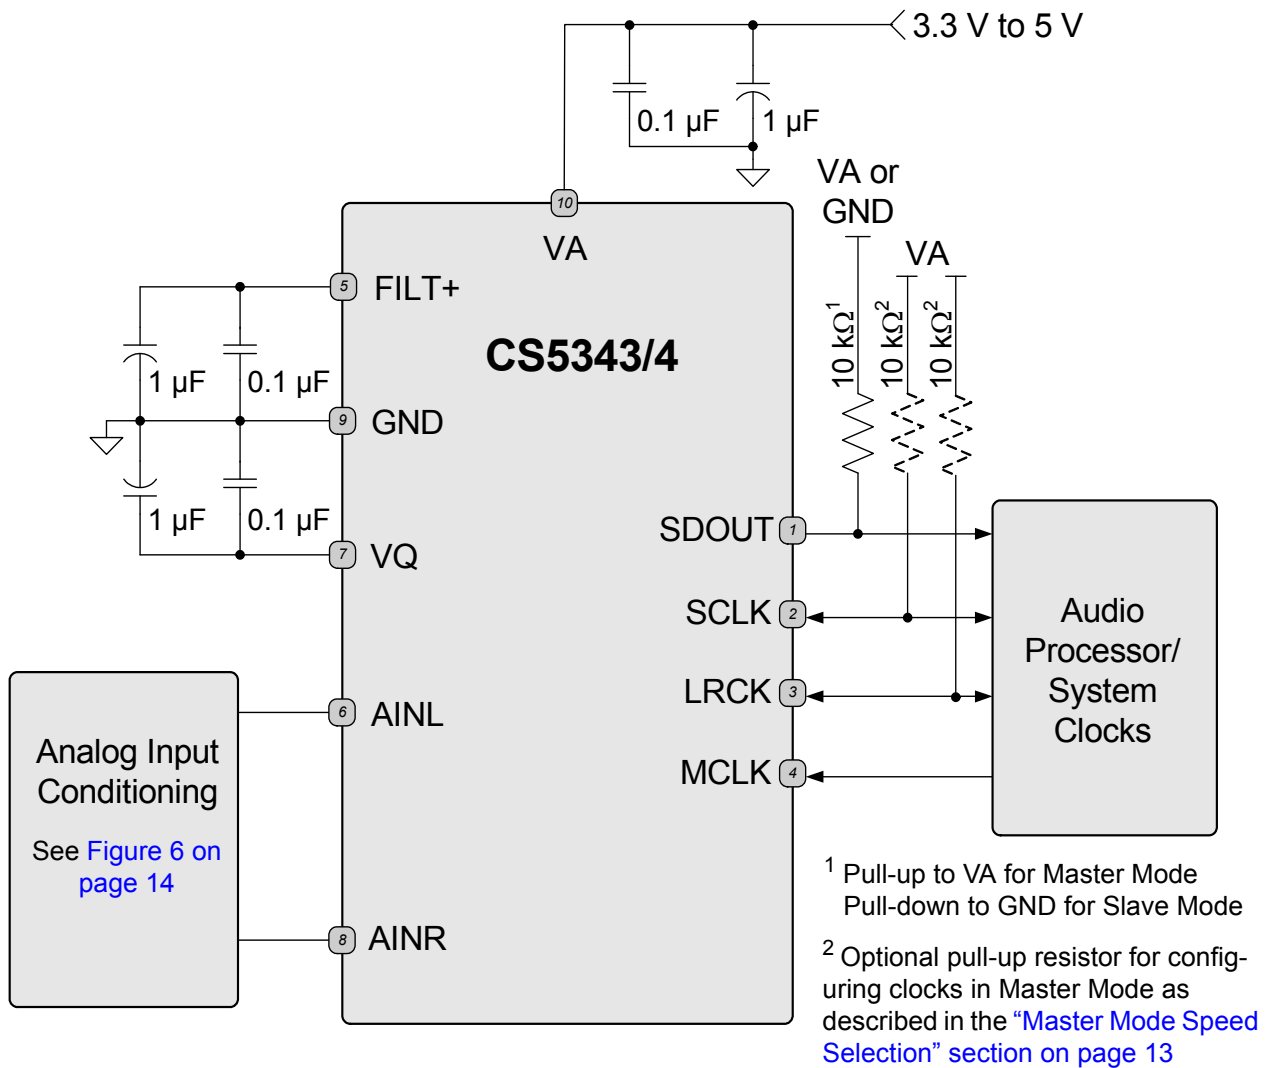 3.3 V to 5 V
0.1 µF
1 µF
VA or
GND
VA
10
VA
10 kΩ1
10 kΩ2
10 kΩ2
5
FILT+
CS5343/4
1 µF
0.1 µF
9
GND
1 µF
0.1 µF
7
VQ
SDOUT
1
SCLK
2
LRCK
3
MCLK
4
Audio
Processor/
System
Clocks
Analog Input
Conditioning
See Figure 6 on
page 14
6
AINL
8
AINR
1 Pull-up to VA for Master Mode
Pull-down to GND for Slave Mode
2 Optional pull-up resistor for config-
uring clocks in Master Mode as
described in the “Master Mode Speed
Selection” section on page 13